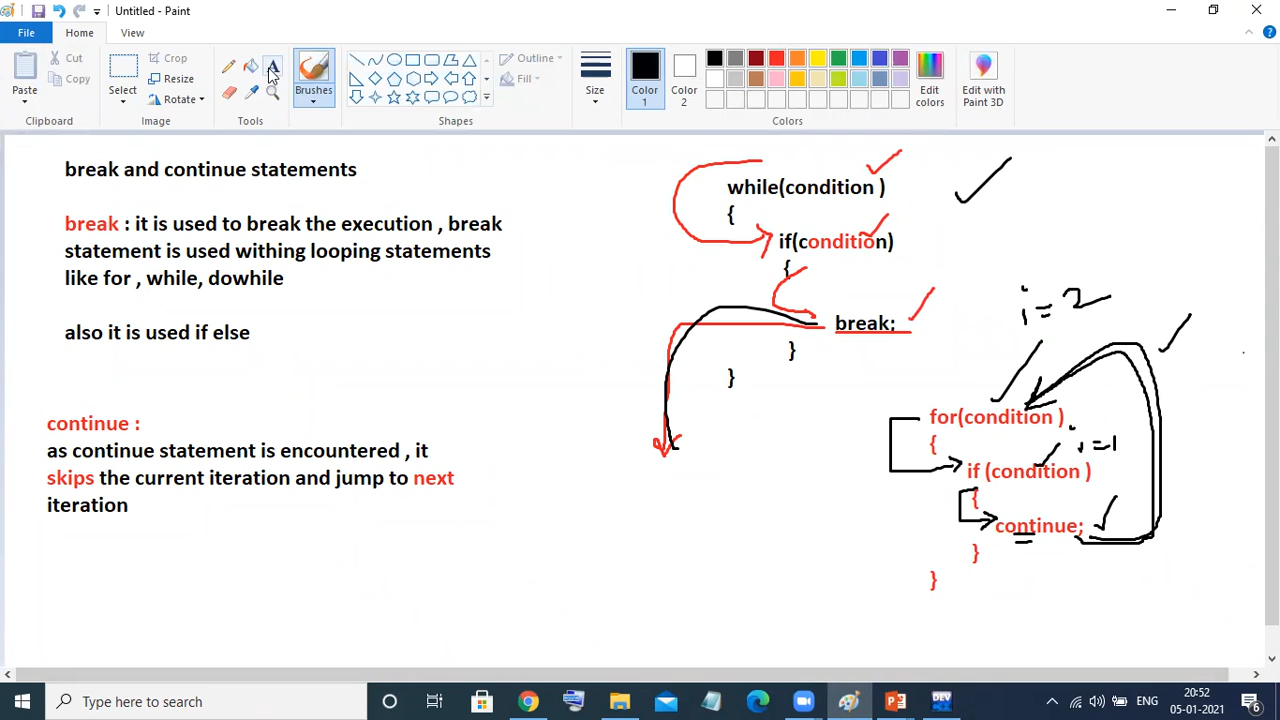 Untitled - Paint
File
Home
View
Paste
Cut
Copy
Clipboard
Select
Crop
Resize
Rotate
Image
A
Tools
Brushes
Outline
Fill
Shapes
Size
Color 1
Color 2
Edit colors
Colors
Edit with Paint 3D
break and continue statements
break : it is used to break the execution , break
statement is used withing looping statements
like for , while, dowhile
also it is used if else
continue :
as continue statement is encountered , it
skips the current iteration and jump to next
iteration
while(condition )
{
if(condition)
{
break;
}
}
i = 2
for(condition )
{
i=1
if (condition )
{
continue;
}
}
Type here to search
DEV
ENG
20:52
05-01-2021
6